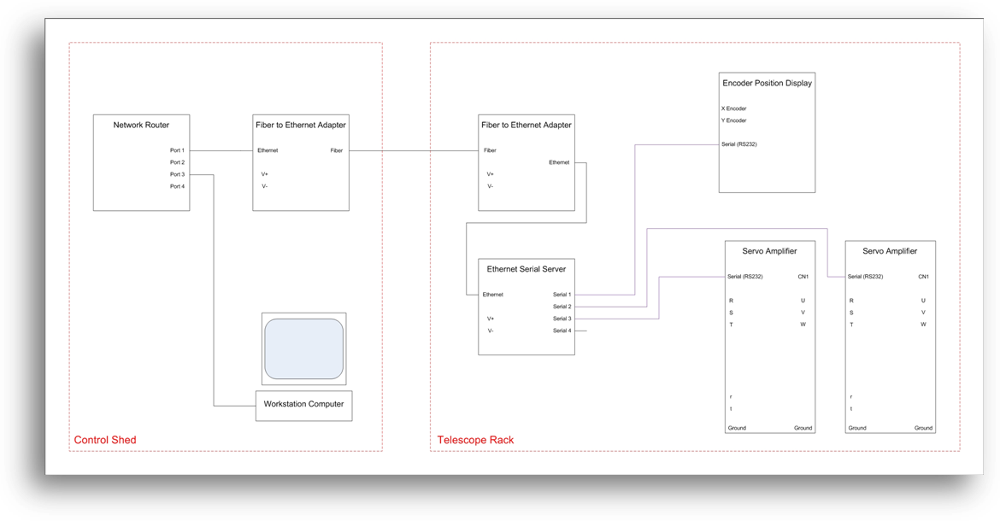 Network Router
Port 1
Port 2
Port 3
Port 4
Fiber to Ethernet Adapter
Ethernet Fiber
V+
V-
Workstation Computer
Control Shed
Fiber to Ethernet Adapter
Fiber
Ethernet
V+
V-
Ethernet Serial Server
Ethernet Serial 1
Serial 2
V+ Serial 3
V- Serial 4
Encoder Position Display
X Encoder
Y Encoder
Serial (RS232)
Servo Amplifier
Serial (RS232) CN1
R U
S V
T W
r
t
Ground Ground
Servo Amplifier
Serial (RS232) CN1
R U
S V
T W
r
t
Ground Ground
Telescope Rack